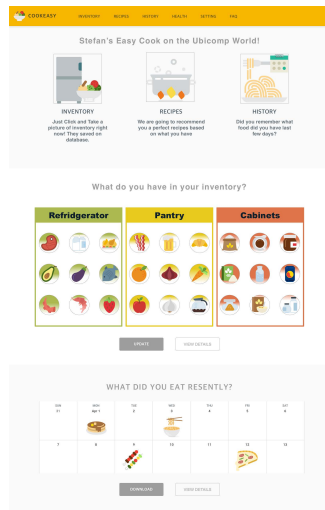 COOKEASY
INVENTORY RECIPES HISTORY HEALTH SETTING FAQ
Stefan's Easy Cook on the Ubicomp World!
INVENTORY
Just Click and Take a
picture of inventory right
now! They saved on
database.
RECIPES
We are going to recommend
you a perfect recipes based
on what you have
HISTORY
Did you remember what
food did you have last
few days?
What do you have in your inventory?
Refridgerator Pantry Cabinets
UPDATE VIEW DETAILS
WHAT DID YOU EAT RESENTLY?
SUN MON TUE WED THU FRI SAT
31 Apr 1 2 3 4 5 6
7 8 9 10 11 12 13
DOWNLOAD VIEW DETAILS